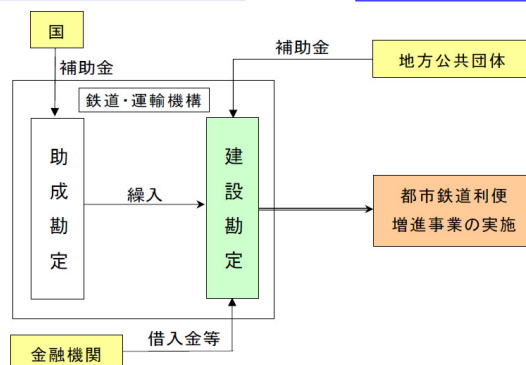 国
補助金
補助金
地方公共団体
鉄道・運輸機構
助成勘定
繰入
建設勘定
都市鉄道利便
増進事業の実施
借入金等
金融機関